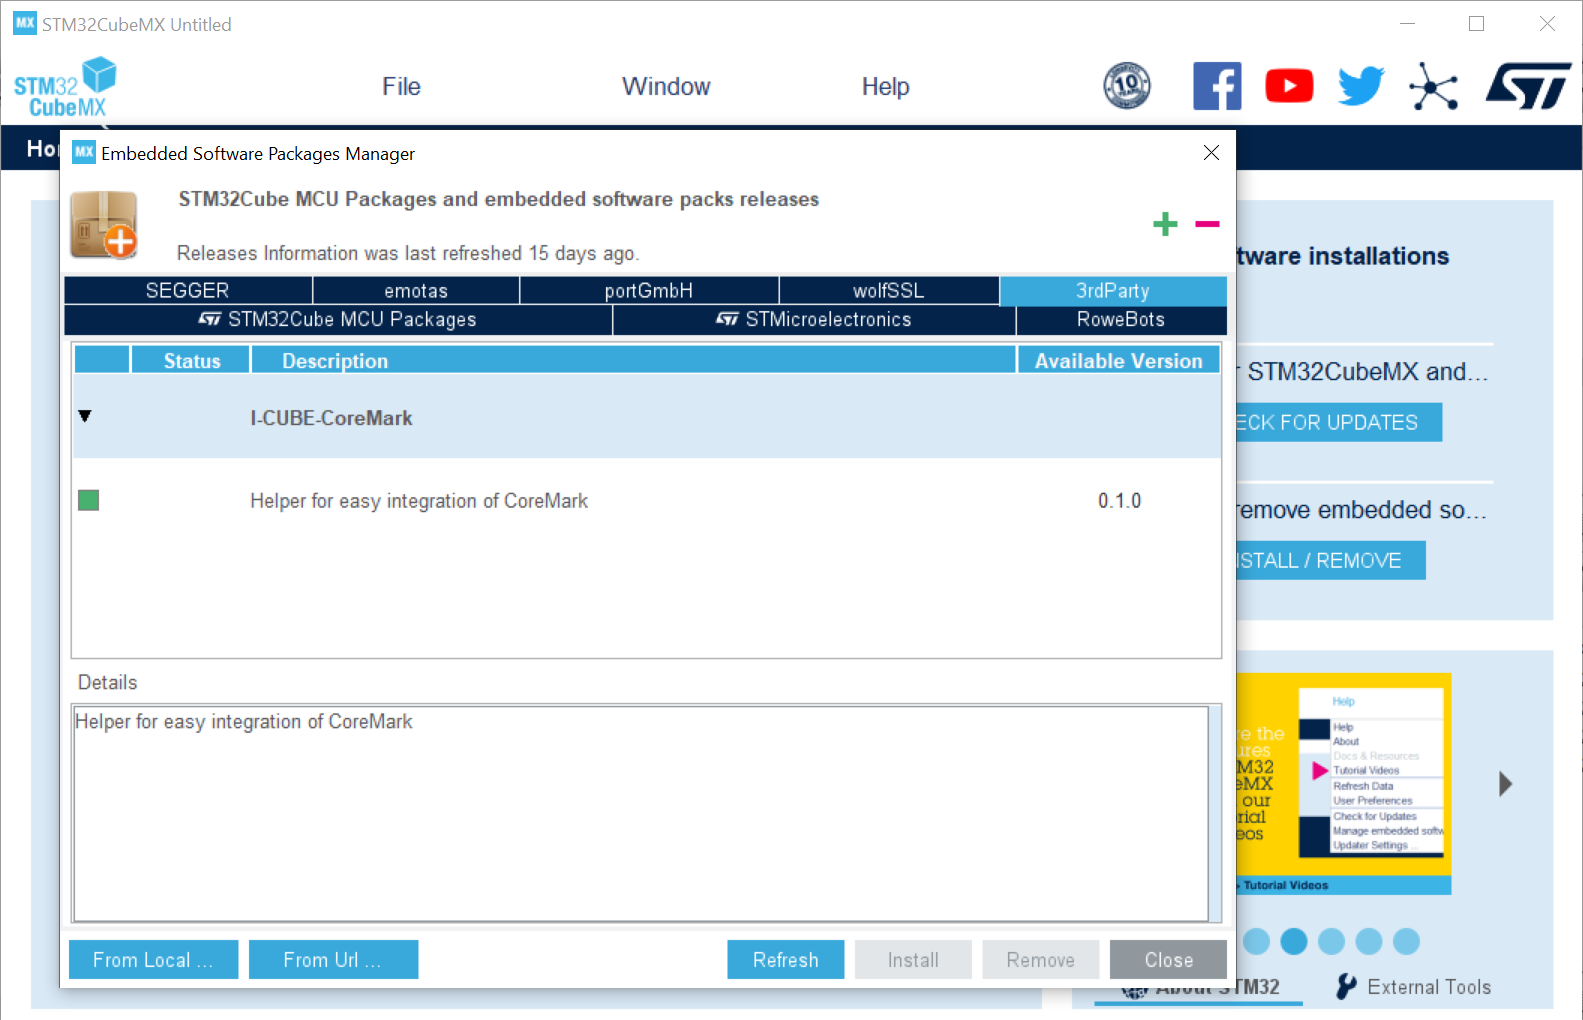 MX STM32CubeMX Untitled
STM32
CubeMX
File
Window
Help
10
ST
Ho
MX Embedded Software Packages Manager
STM32Cube MCU Packages and embedded software packs releases
Releases Information was last refreshed 15 days ago.
SEGGER
emotas
portGmbH
wolfSSL
3rdParty
STM32Cube MCU Packages
STMicroelectronics
RoweBots
Status
Description
Available Version
I-CUBE-CoreMark
Helper for easy integration of CoreMark
0.1.0
Details
Helper for easy integration of CoreMark
From Local ...
From Url ...
Refresh
Install
Remove
Close
tware installations
r STM32CubeMX and...
ECK FOR UPDATES
remove embedded so...
STALL / REMOVE
re the
ures
M32
eMX
our
rial
eos
Help
Help
About
Docs & Resources
Tutorial Videos
Refresh Data
User Preferences
Check for Updates
Manage embedded softw
Updater Settings ...
Tutorial Videos
About STM32
External Tools